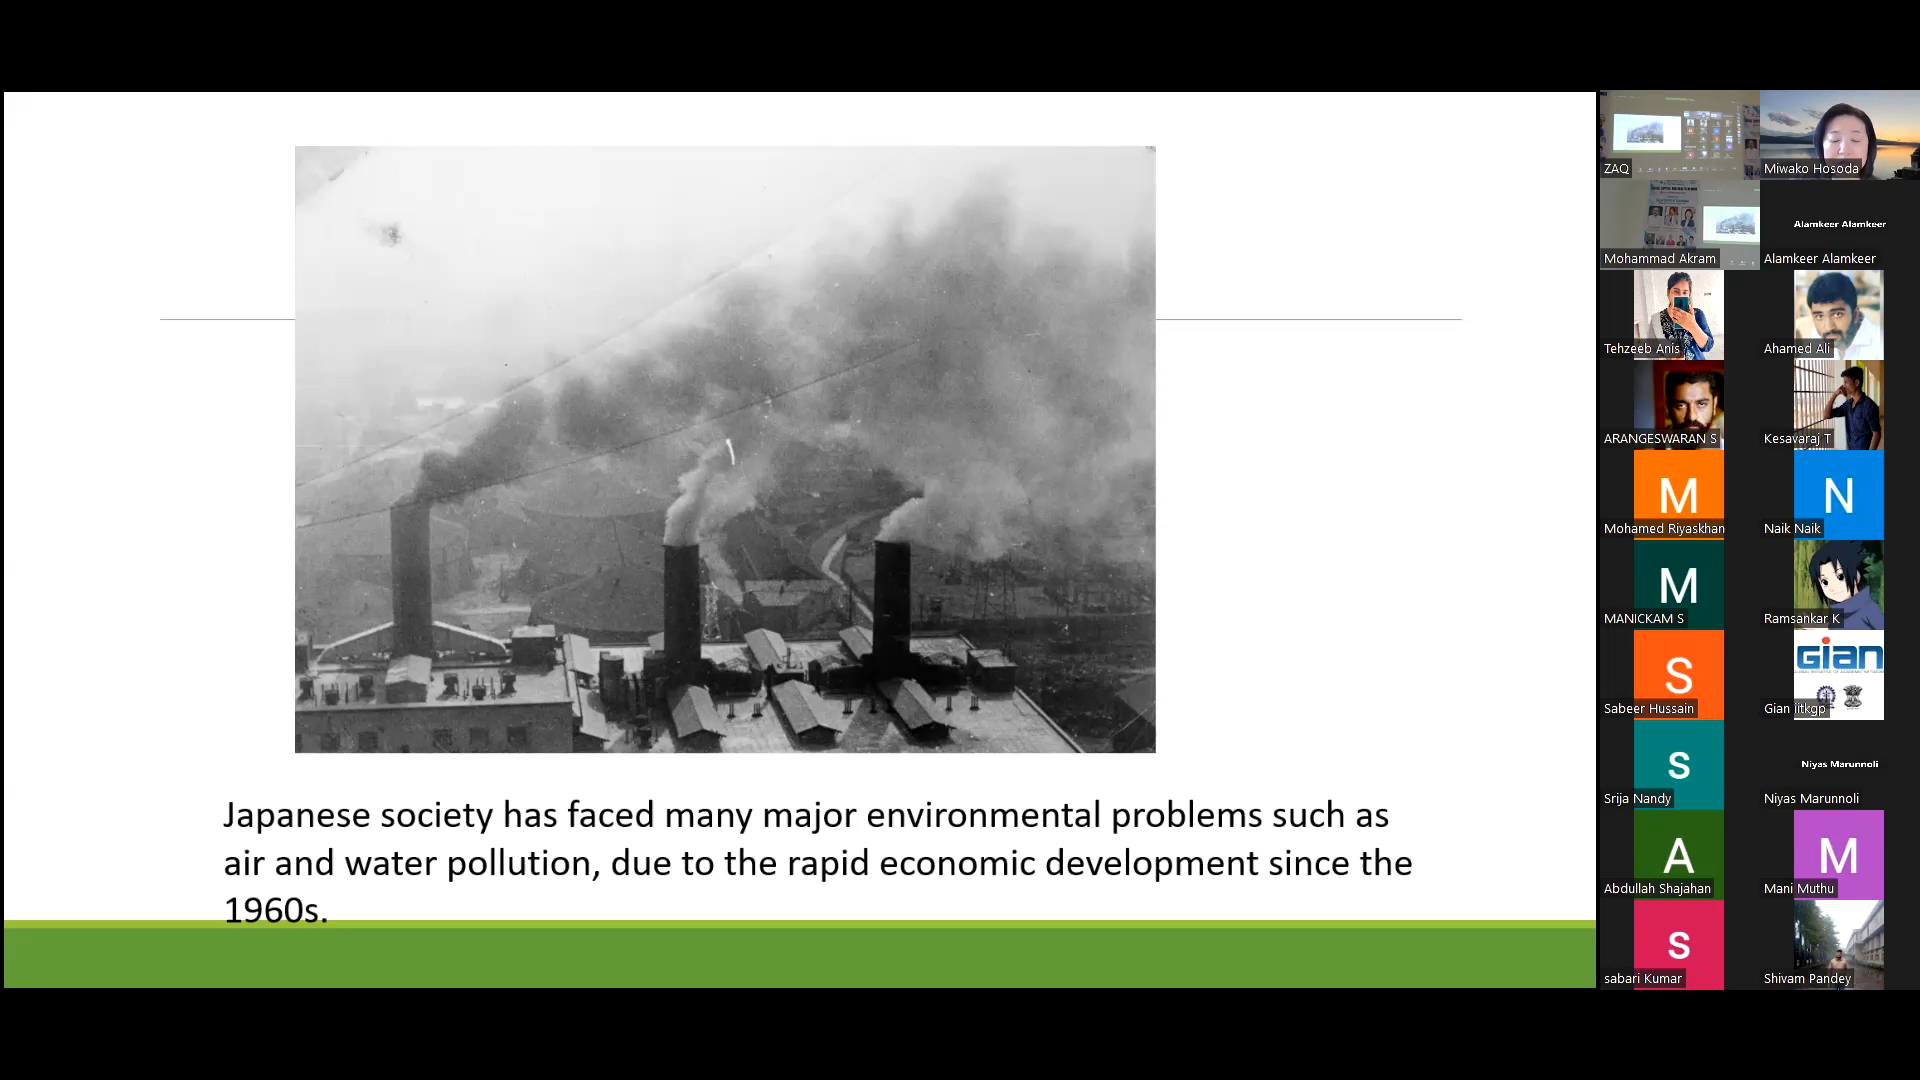 Japanese society has faced many major environmental problems such as
air and water pollution, due to the rapid economic development since the
1960s.
ZAQ
Miwako Hosoda
Mohammad Akram
Alamkeer Alamkeer
Alamkeer Alamkeer
Tehzeeb Anis
Ahamed Ali
ARANGESWARAN S
Kesavaraj T
M
Mohamed Riyaskhan
N
Naik Naik
M
MANICKAM S
Ramsankar K
S
Sabeer Hussain
Gian
Gian iitkgp
s
Srija Nandy
Niyas Marunnoli
Niyas Marunnoli
A
Abdullah Shajahan
M
Mani Muthu
s
sabari Kumar
Shivam Pandey